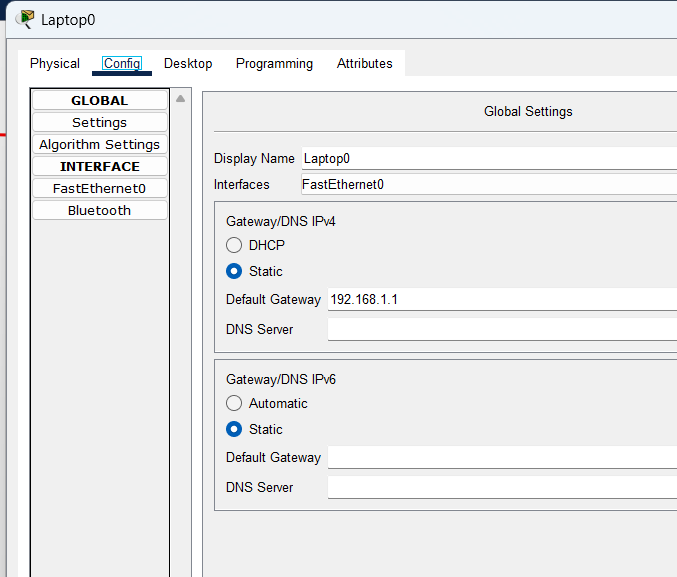 Laptop0
Physical Config Desktop Programming Attributes
GLOBAL
Settings
Algorithm Settings
INTERFACE
FastEthernet0
Bluetooth
Global Settings
Display Name Laptop0
Interfaces FastEthernet0
Gateway/DNS IPv4
DHCP
Static
Default Gateway 192.168.1.1
DNS Server
Gateway/DNS IPv6
Automatic
Static
Default Gateway
DNS Server